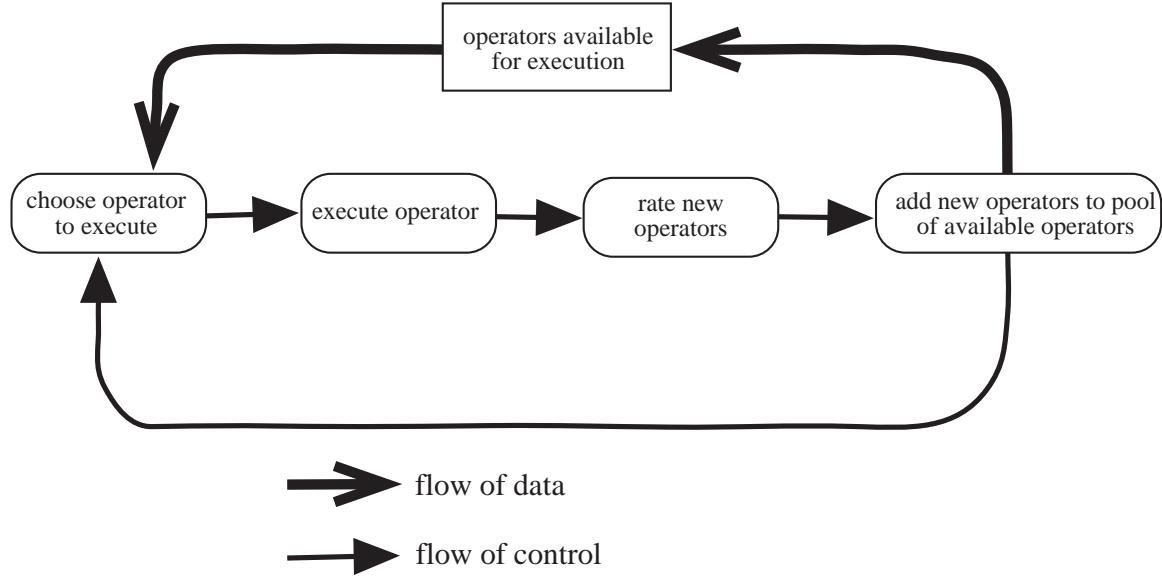 operators available
for execution
choose operator
to execute
execute operator
rate new
operators
add new operators to pool
of available operators
flow of data
flow of control